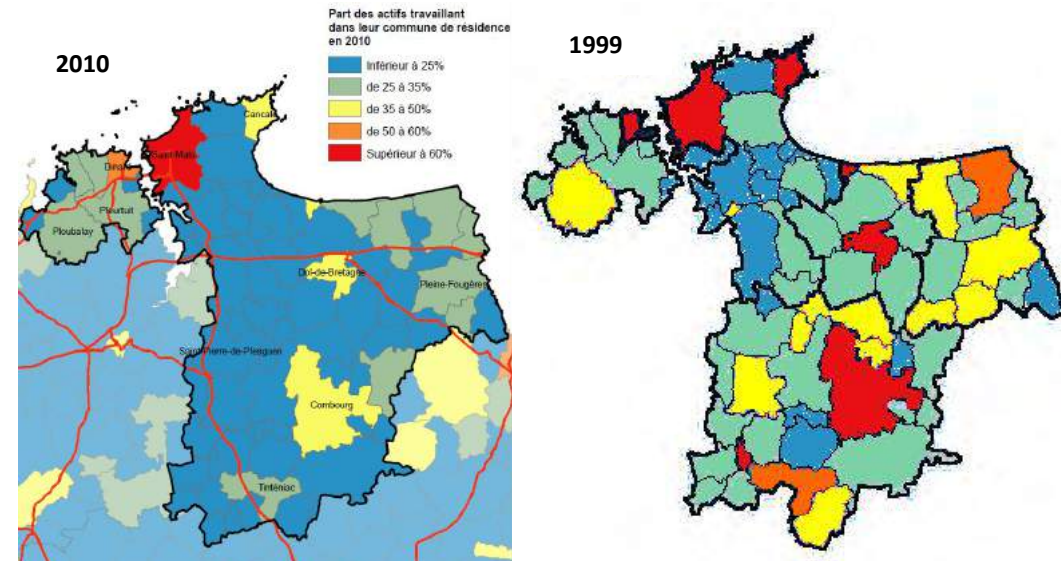 Part des actifs travaillant
dans leur commune de résidence
en 2010
2010
1999
Inférieur à 25%
de 25 à 35%
de 35 à 50%
de 50 à 60%
Supérieur à 60%
Cancale
Saint-Malo
Dinard
Pleurtuit
Ploubalay
Dol-de-Bretagne
Pleine-Fougères
Saint-Pierre-de-Plesguen
Combourg
Tinténiac